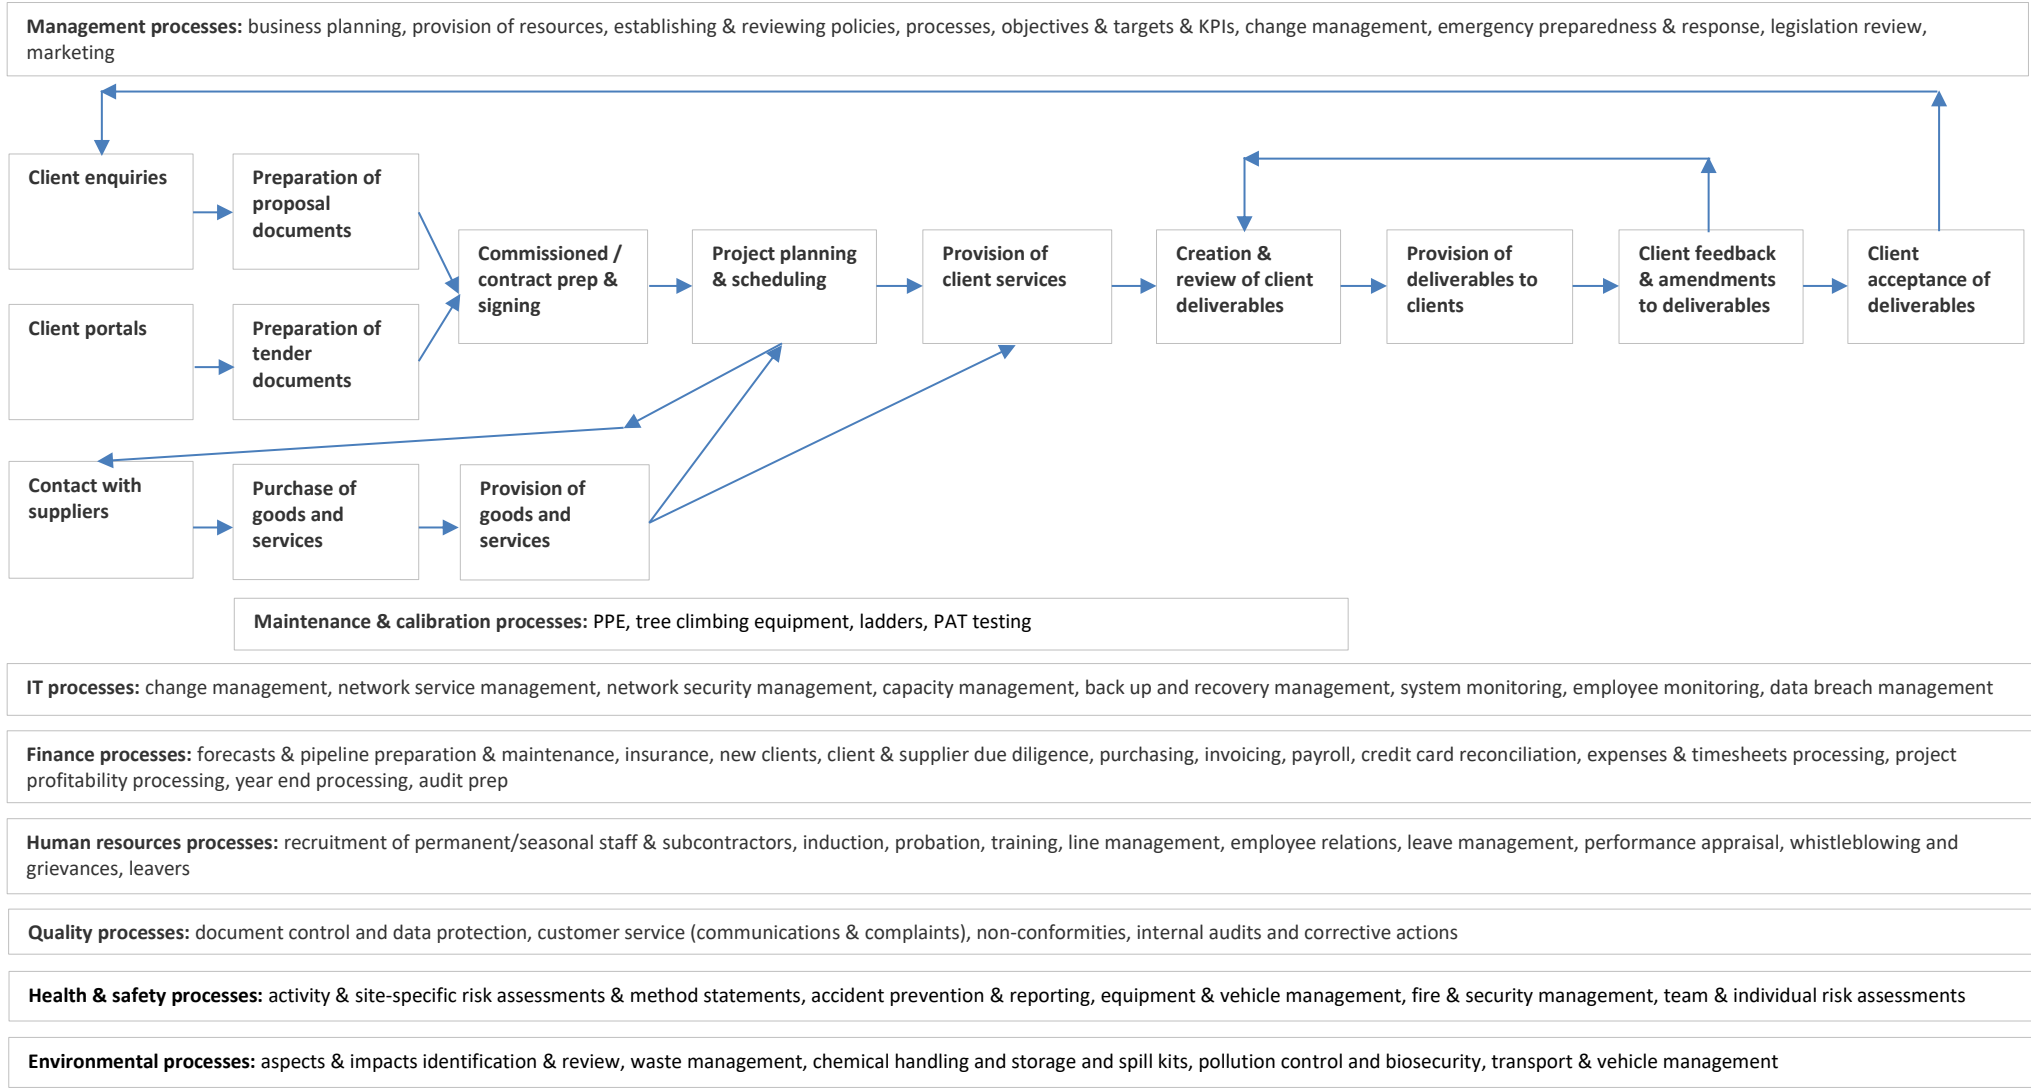 Management processes: business planning, provision of resources, establishing & reviewing policies, processes, objectives & targets & KPIs, change management, emergency preparedness & response, legislation review,
marketing
Client enquiries
Preparation of
proposal
documents
Client portals
Preparation of
tender
documents
Commissioned /
contract prep &
signing
Project planning
& scheduling
Provision of
client services
Creation &
review of client
deliverables
Provision of
deliverables to
clients
Client feedback
& amendments
to deliverables
Client
acceptance of
deliverables
Contact with
suppliers
Purchase of
goods and
services
Provision of
goods and
services
Maintenance & calibration processes: PPE, tree climbing equipment, ladders, PAT testing
IT processes: change management, network service management, network security management, capacity management, back up and recovery management, system monitoring, employee monitoring, data breach management
Finance processes: forecasts & pipeline preparation & maintenance, insurance, new clients, client & supplier due diligence, purchasing, invoicing, payroll, credit card reconciliation, expenses & timesheets processing, project
profitability processing, year end processing, audit prep
Human resources processes: recruitment of permanent/seasonal staff & subcontractors, induction, probation, training, line management, employee relations, leave management, performance appraisal, whistleblowing and
grievances, leavers
Quality processes: document control and data protection, customer service (communications & complaints), non-conformities, internal audits and corrective actions
Health & safety processes: activity & site-specific risk assessments & method statements, accident prevention & reporting, equipment & vehicle management, fire & security management, team & individual risk assessments
Environmental processes: aspects & impacts identification & review, waste management, chemical handling and storage and spill kits, pollution control and biosecurity, transport & vehicle management